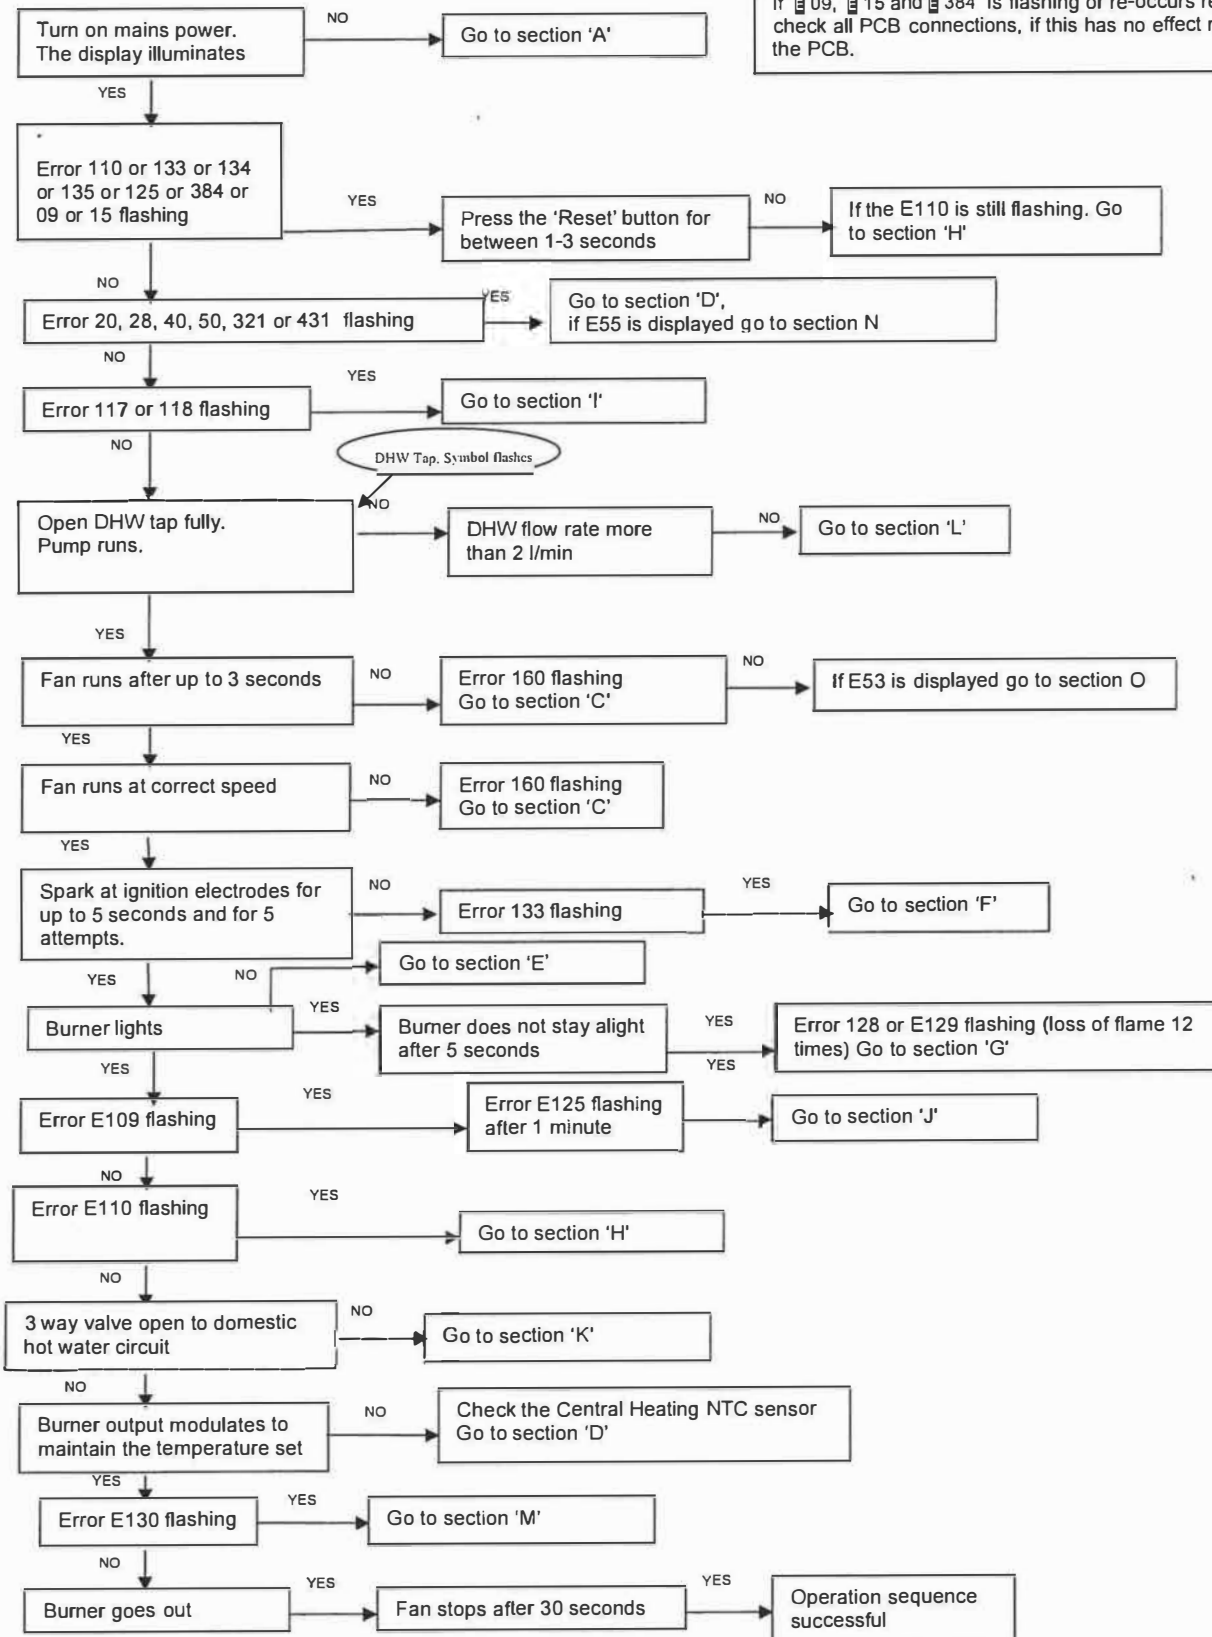 If E 09, E 15 and E 384 is flashing or re-occurs
check all PCB connections, if this has no effect
the PCB.
Turn on mains power.
The display illuminates
NO
Go to section 'A'
YES
Error 110 or 133 or 134
or 135 or 125 or 384 or
09 or 15 flashing
YES
Press the 'Reset' button for
between 1-3 seconds
NO
If the E110 is still flashing. Go
to section 'H'
NO
Error 20, 28, 40, 50, 321 or 431 flashing
YES
Go to section 'D',
if E55 is displayed go to section N
NO
Error 117 or 118 flashing
YES
Go to section 'I'
NO
DHW Tap. Symbol flashes
Open DHW tap fully.
Pump runs.
NO
DHW flow rate more
than 2 l/min
NO
Go to section 'L'
YES
Fan runs after up to 3 seconds
NO
Error 160 flashing
Go to section 'C'
NO
If E53 is displayed go to section O
YES
Fan runs at correct speed
NO
Error 160 flashing
Go to section 'C'
YES
Spark at ignition electrodes for
up to 5 seconds and for 5
attempts.
NO
Error 133 flashing
YES
Go to section 'F'
YES
NO
Go to section 'E'
Burner lights
YES
Burner does not stay alight
after 5 seconds
YES
YES
Error 128 or E129 flashing (loss of flame 12
times) Go to section 'G'
YES
Error E109 flashing
YES
Error E125 flashing
after 1 minute
Go to section 'J'
NO
Error E110 flashing
YES
Go to section 'H'
NO
3 way valve open to domestic
hot water circuit
NO
Go to section 'K'
NO
Burner output modulates to
maintain the temperature set
NO
Check the Central Heating NTC sensor
Go to section 'D'
YES
Error E130 flashing
YES
Go to section 'M'
NO
Burner goes out
YES
Fan stops after 30 seconds
YES
Operation sequence
successful